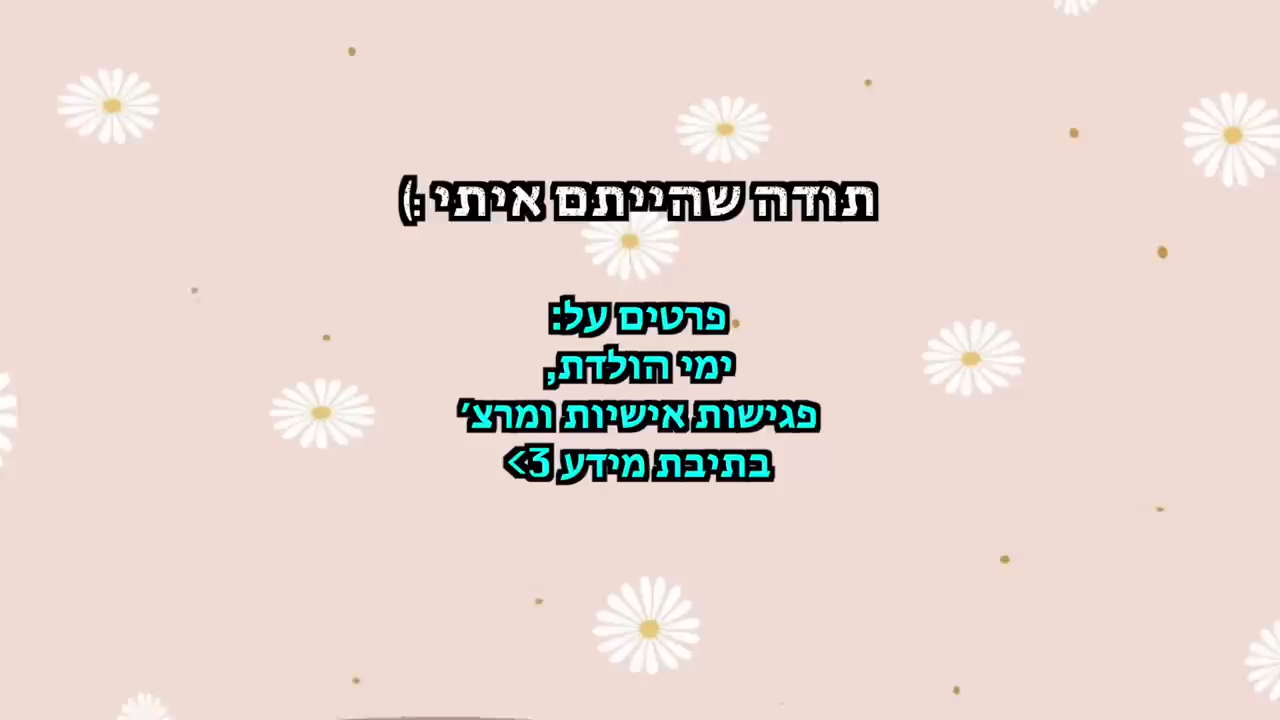 תודה שהייתם איתי :)
פרטים על:
ימי הולדת,
פגישות אישיות ומרצ'
בתיבת מידע <3